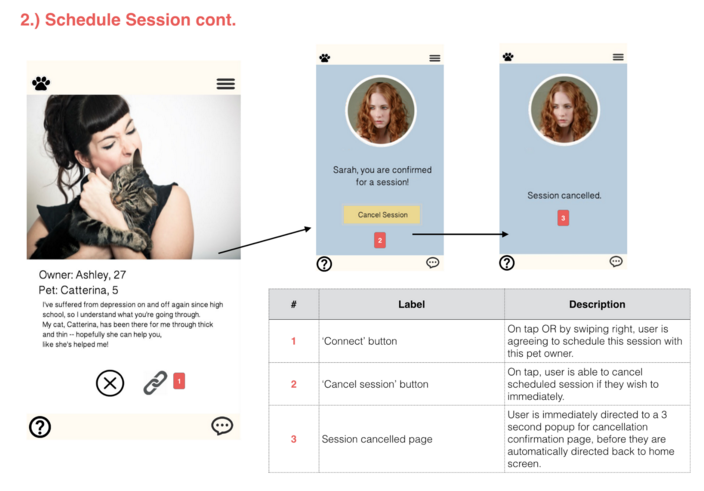 2.) Schedule Session cont.
Owner: Ashley, 27
Pet: Catterina, 5
I've suffered from depression on and off again since high
school, so I understand what you're going through.
My cat, Catterina, has been there for me through thick
and thin -- hopefully she can help you,
like she's helped me!
1
Sarah, you are confirmed
for a session!
Cancel Session
2
Session cancelled.
3
# Label Description
1 'Connect' button On tap OR by swiping right, user is
agreeing to schedule this session with
this pet owner.
2 'Cancel session' button On tap, user is able to cancel
scheduled session if they wish to
immediately.
3 Session cancelled page User is immediately directed to a 3
second popup for cancellation
confirmation page, before they are
automatically directed back to home
screen.